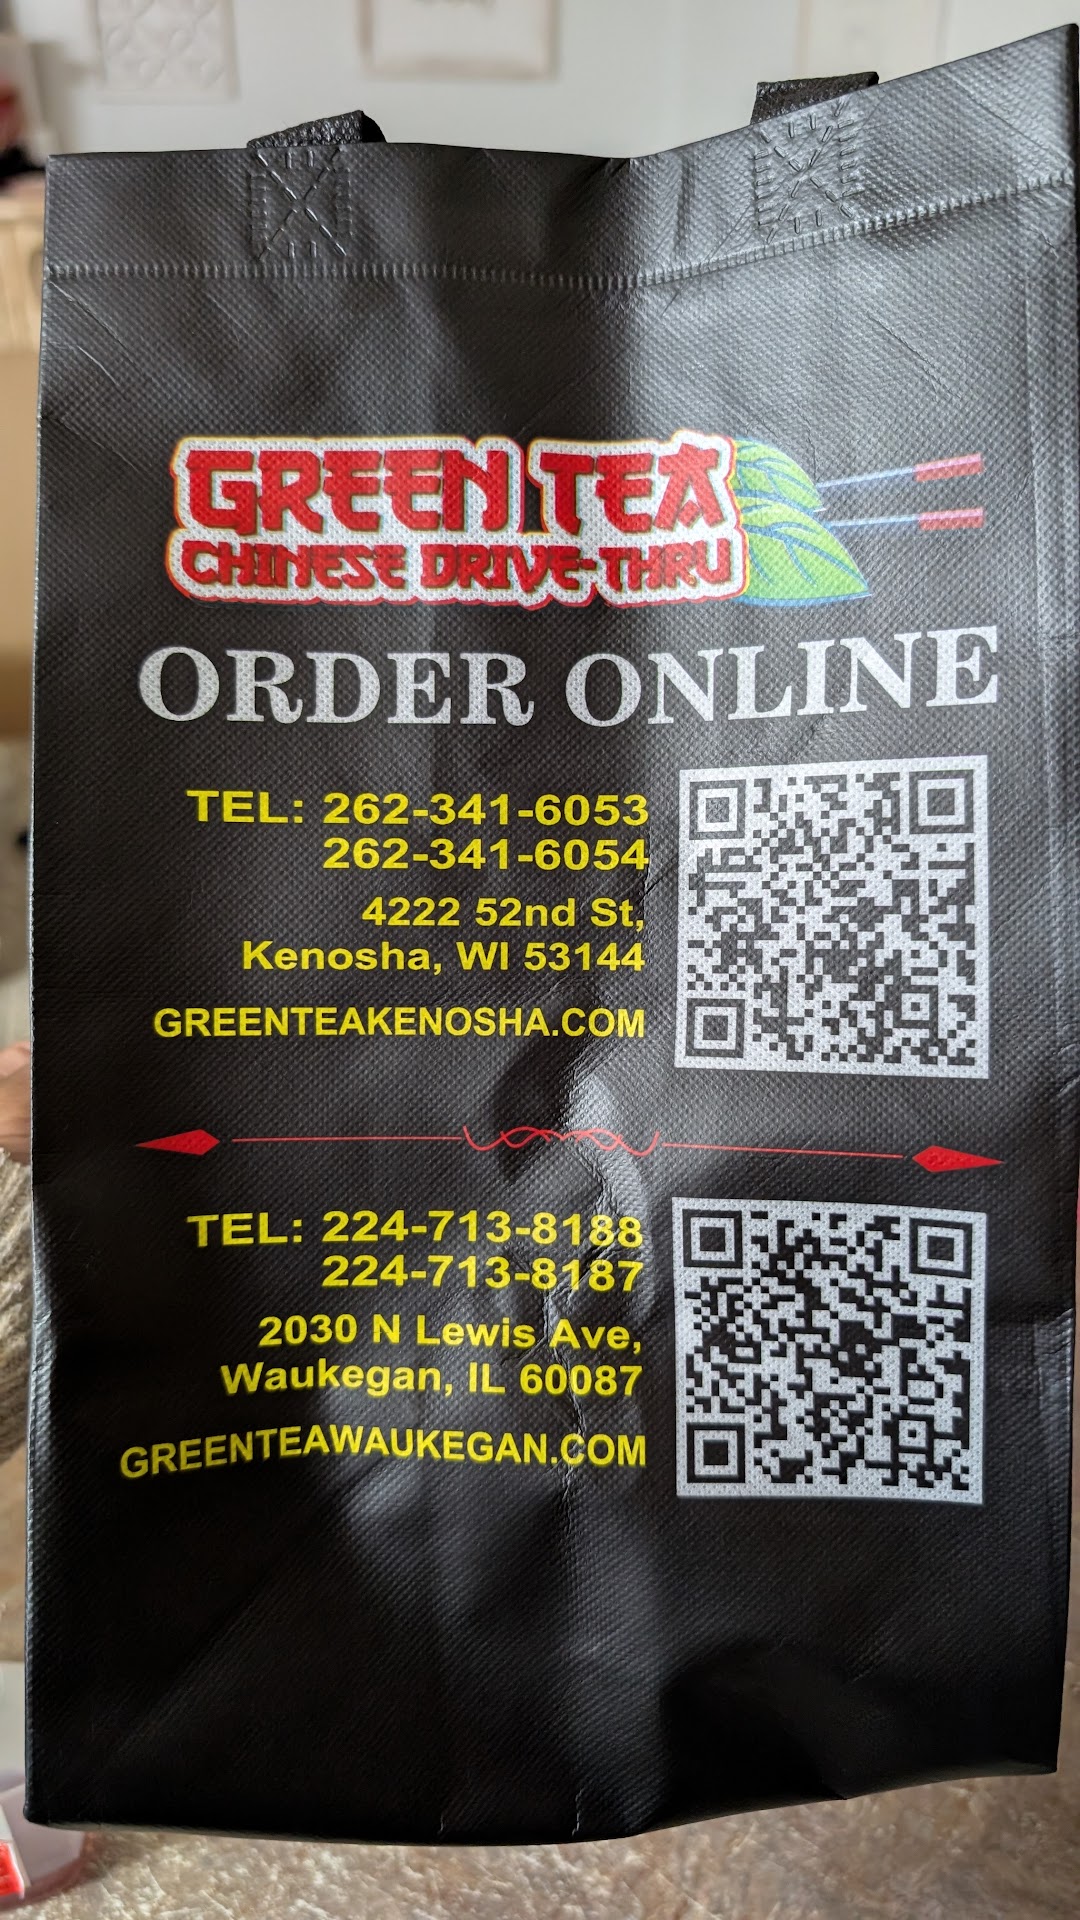 GREEN TEA
CHINESE DRIVE-THRU
ORDER ONLINE
TEL: 262-341-6053
262-341-6054
4222 52nd St,
Kenosha, WI 53144
GREENTEAKENOSHA.COM
TEL: 224-713-8188
224-713-8187
2030 N Lewis Ave,
Waukegan, IL 60087
GREENTEAWAUKEGAN.COM